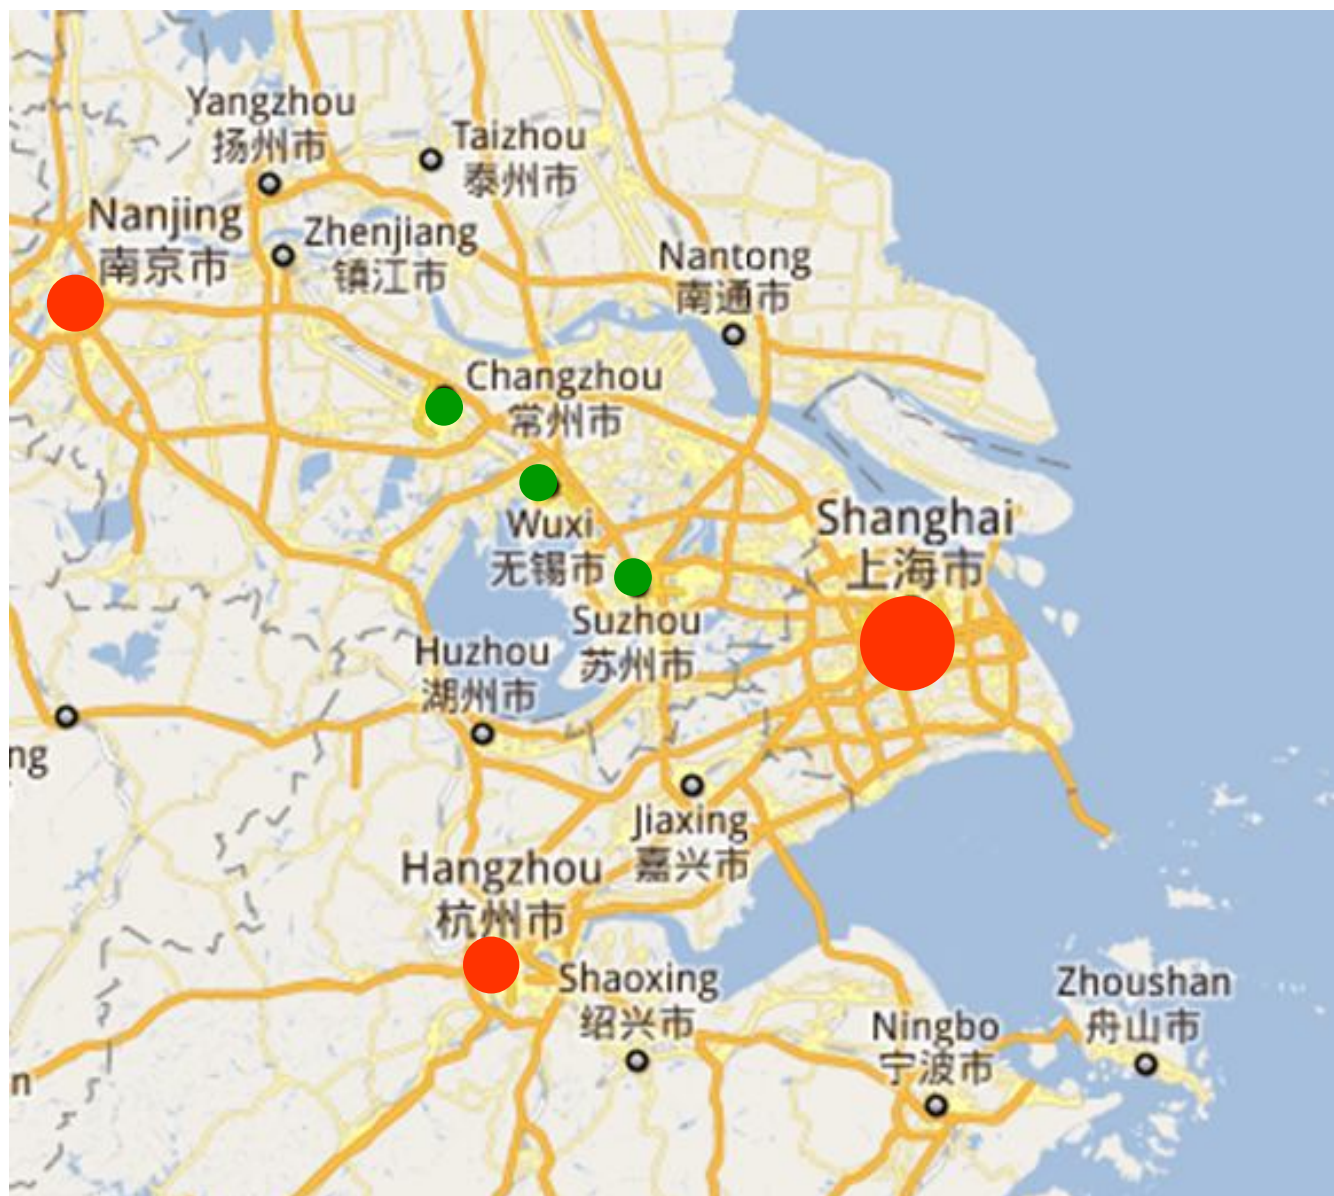 Yangzhou
扬州市
Taizhou
泰州市
Nanjing
南京市
Zhenjiang
镇江市
Nantong
南通市
Changzhou
常州市
Wuxi
无锡市
Shanghai
上海市
Suzhou
苏州市
Huzhou
湖州市
ng
Jiaxing
嘉兴市
Hangzhou
杭州市
Shaoxing
绍兴市
Zhoushan
舟山市
Ningbo
宁波市
n